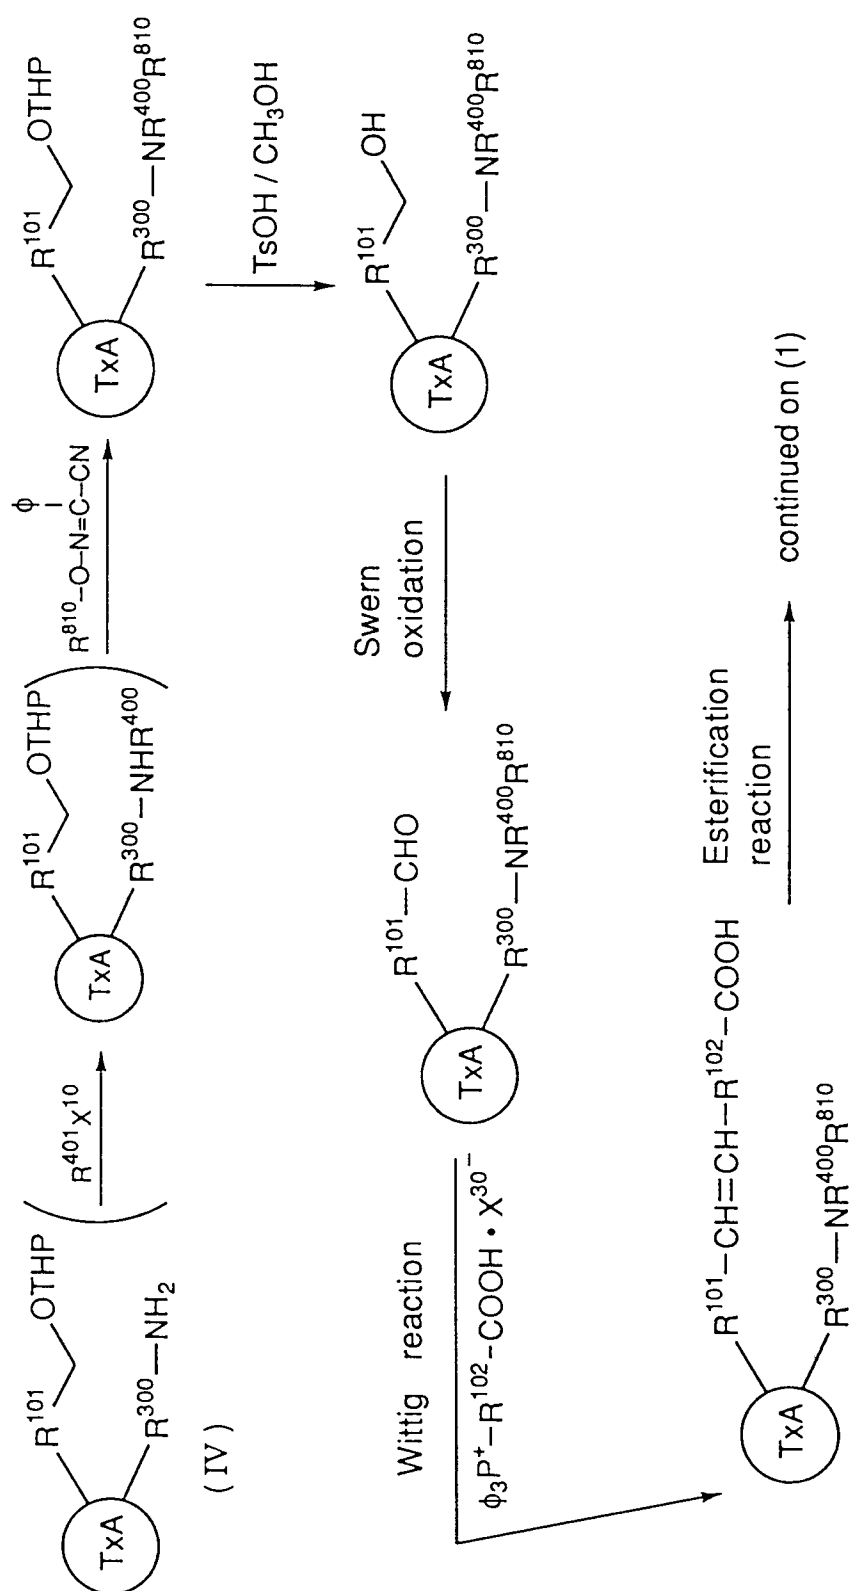 R¹⁰¹ OTHP
TxA
R³⁰⁰—NH₂
(IV)
R⁴⁰¹X¹⁰
R¹⁰¹ OTHP
TxA
R³⁰⁰—NHR⁴⁰⁰
ϕ
R⁸¹⁰–O–N=C–CN
R¹⁰¹ OTHP
TxA
R³⁰⁰—NR⁴⁰⁰R⁸¹⁰
TsOH / CH₃OH
R¹⁰¹ OH
TxA
R³⁰⁰—NR⁴⁰⁰R⁸¹⁰
Swern
oxidation
R¹⁰¹—CHO
TxA
R³⁰⁰—NR⁴⁰⁰R⁸¹⁰
Wittig reaction
ϕ₃P⁺–R¹⁰²-COOH • X³⁰⁻
R¹⁰¹—CH=CH–R¹⁰²–COOH
TxA
R³⁰⁰—NR⁴⁰⁰R⁸¹⁰
Esterification
reaction
continued on (1)